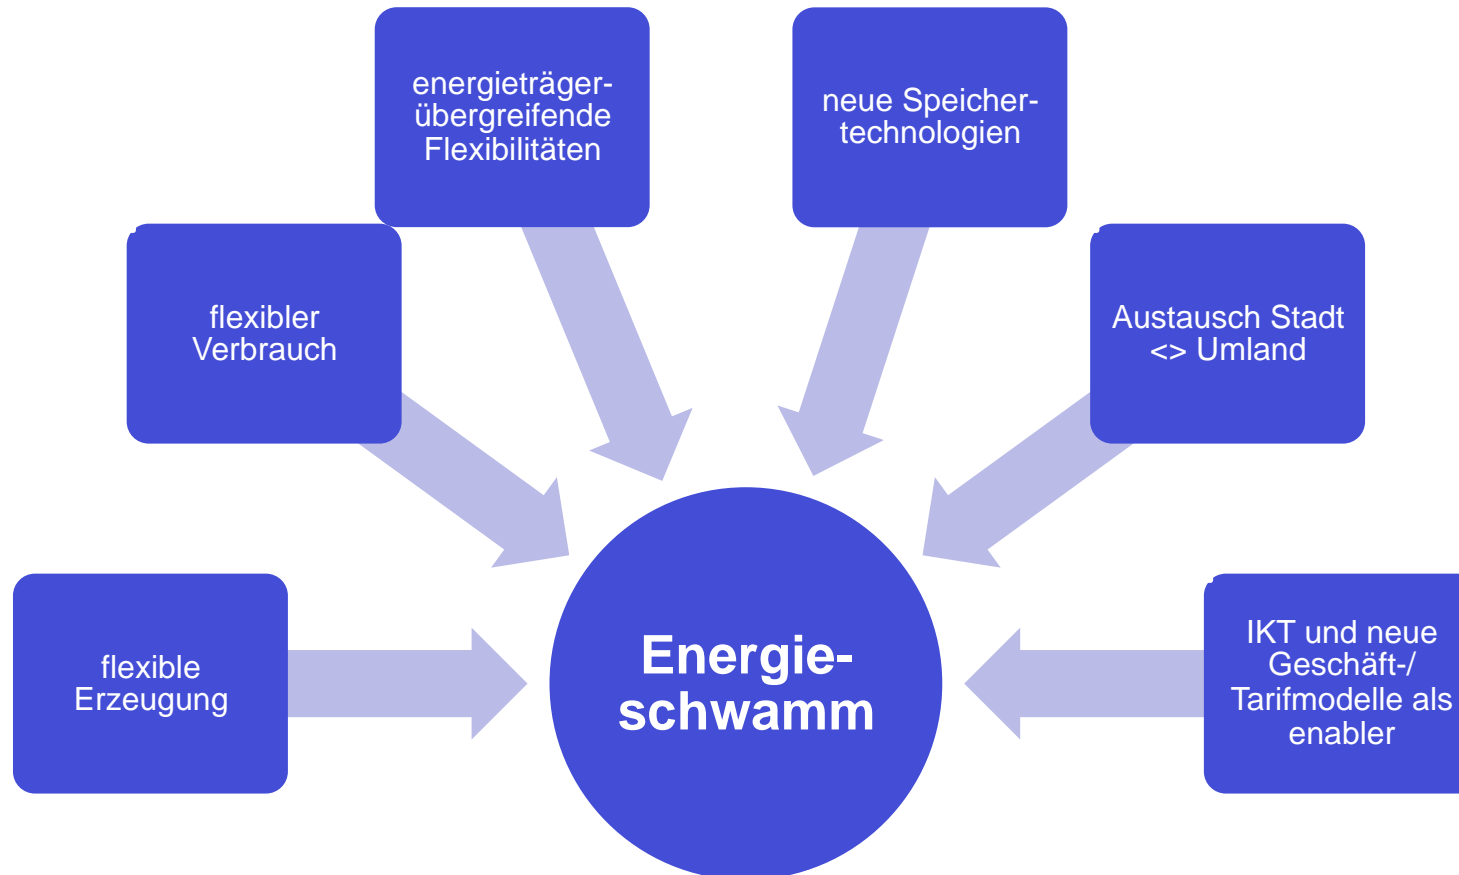 energieträger-
übergreifende
Flexibilitäten
neue Speicher-
technologien
flexibler
Verbrauch
Austausch Stadt
<> Umland
flexible
Erzeugung
Energie-
schwamm
IKT und neue
Geschäft-/
Tarifmodelle als
enabler